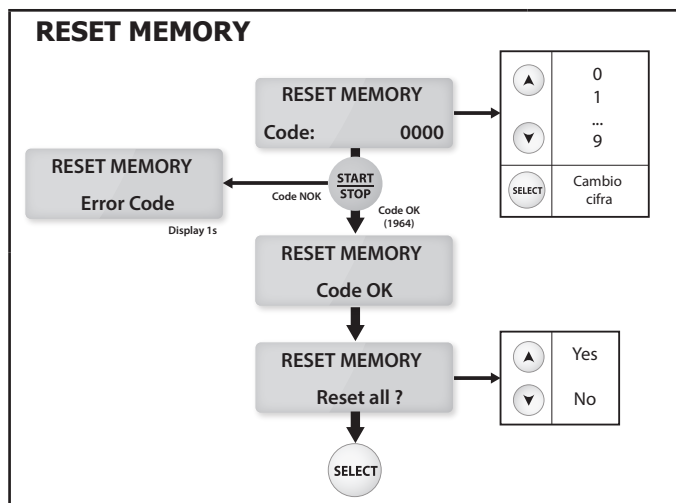 RESET MEMORY
RESET MEMORY
Code: 0000
0
1
...
9
SELECT
Cambio
cifra
START
STOP
Code NOK
Code OK
(1964)
RESET MEMORY
Error Code
Display 1s
RESET MEMORY
Code OK
RESET MEMORY
Reset all ?
Yes
No
SELECT